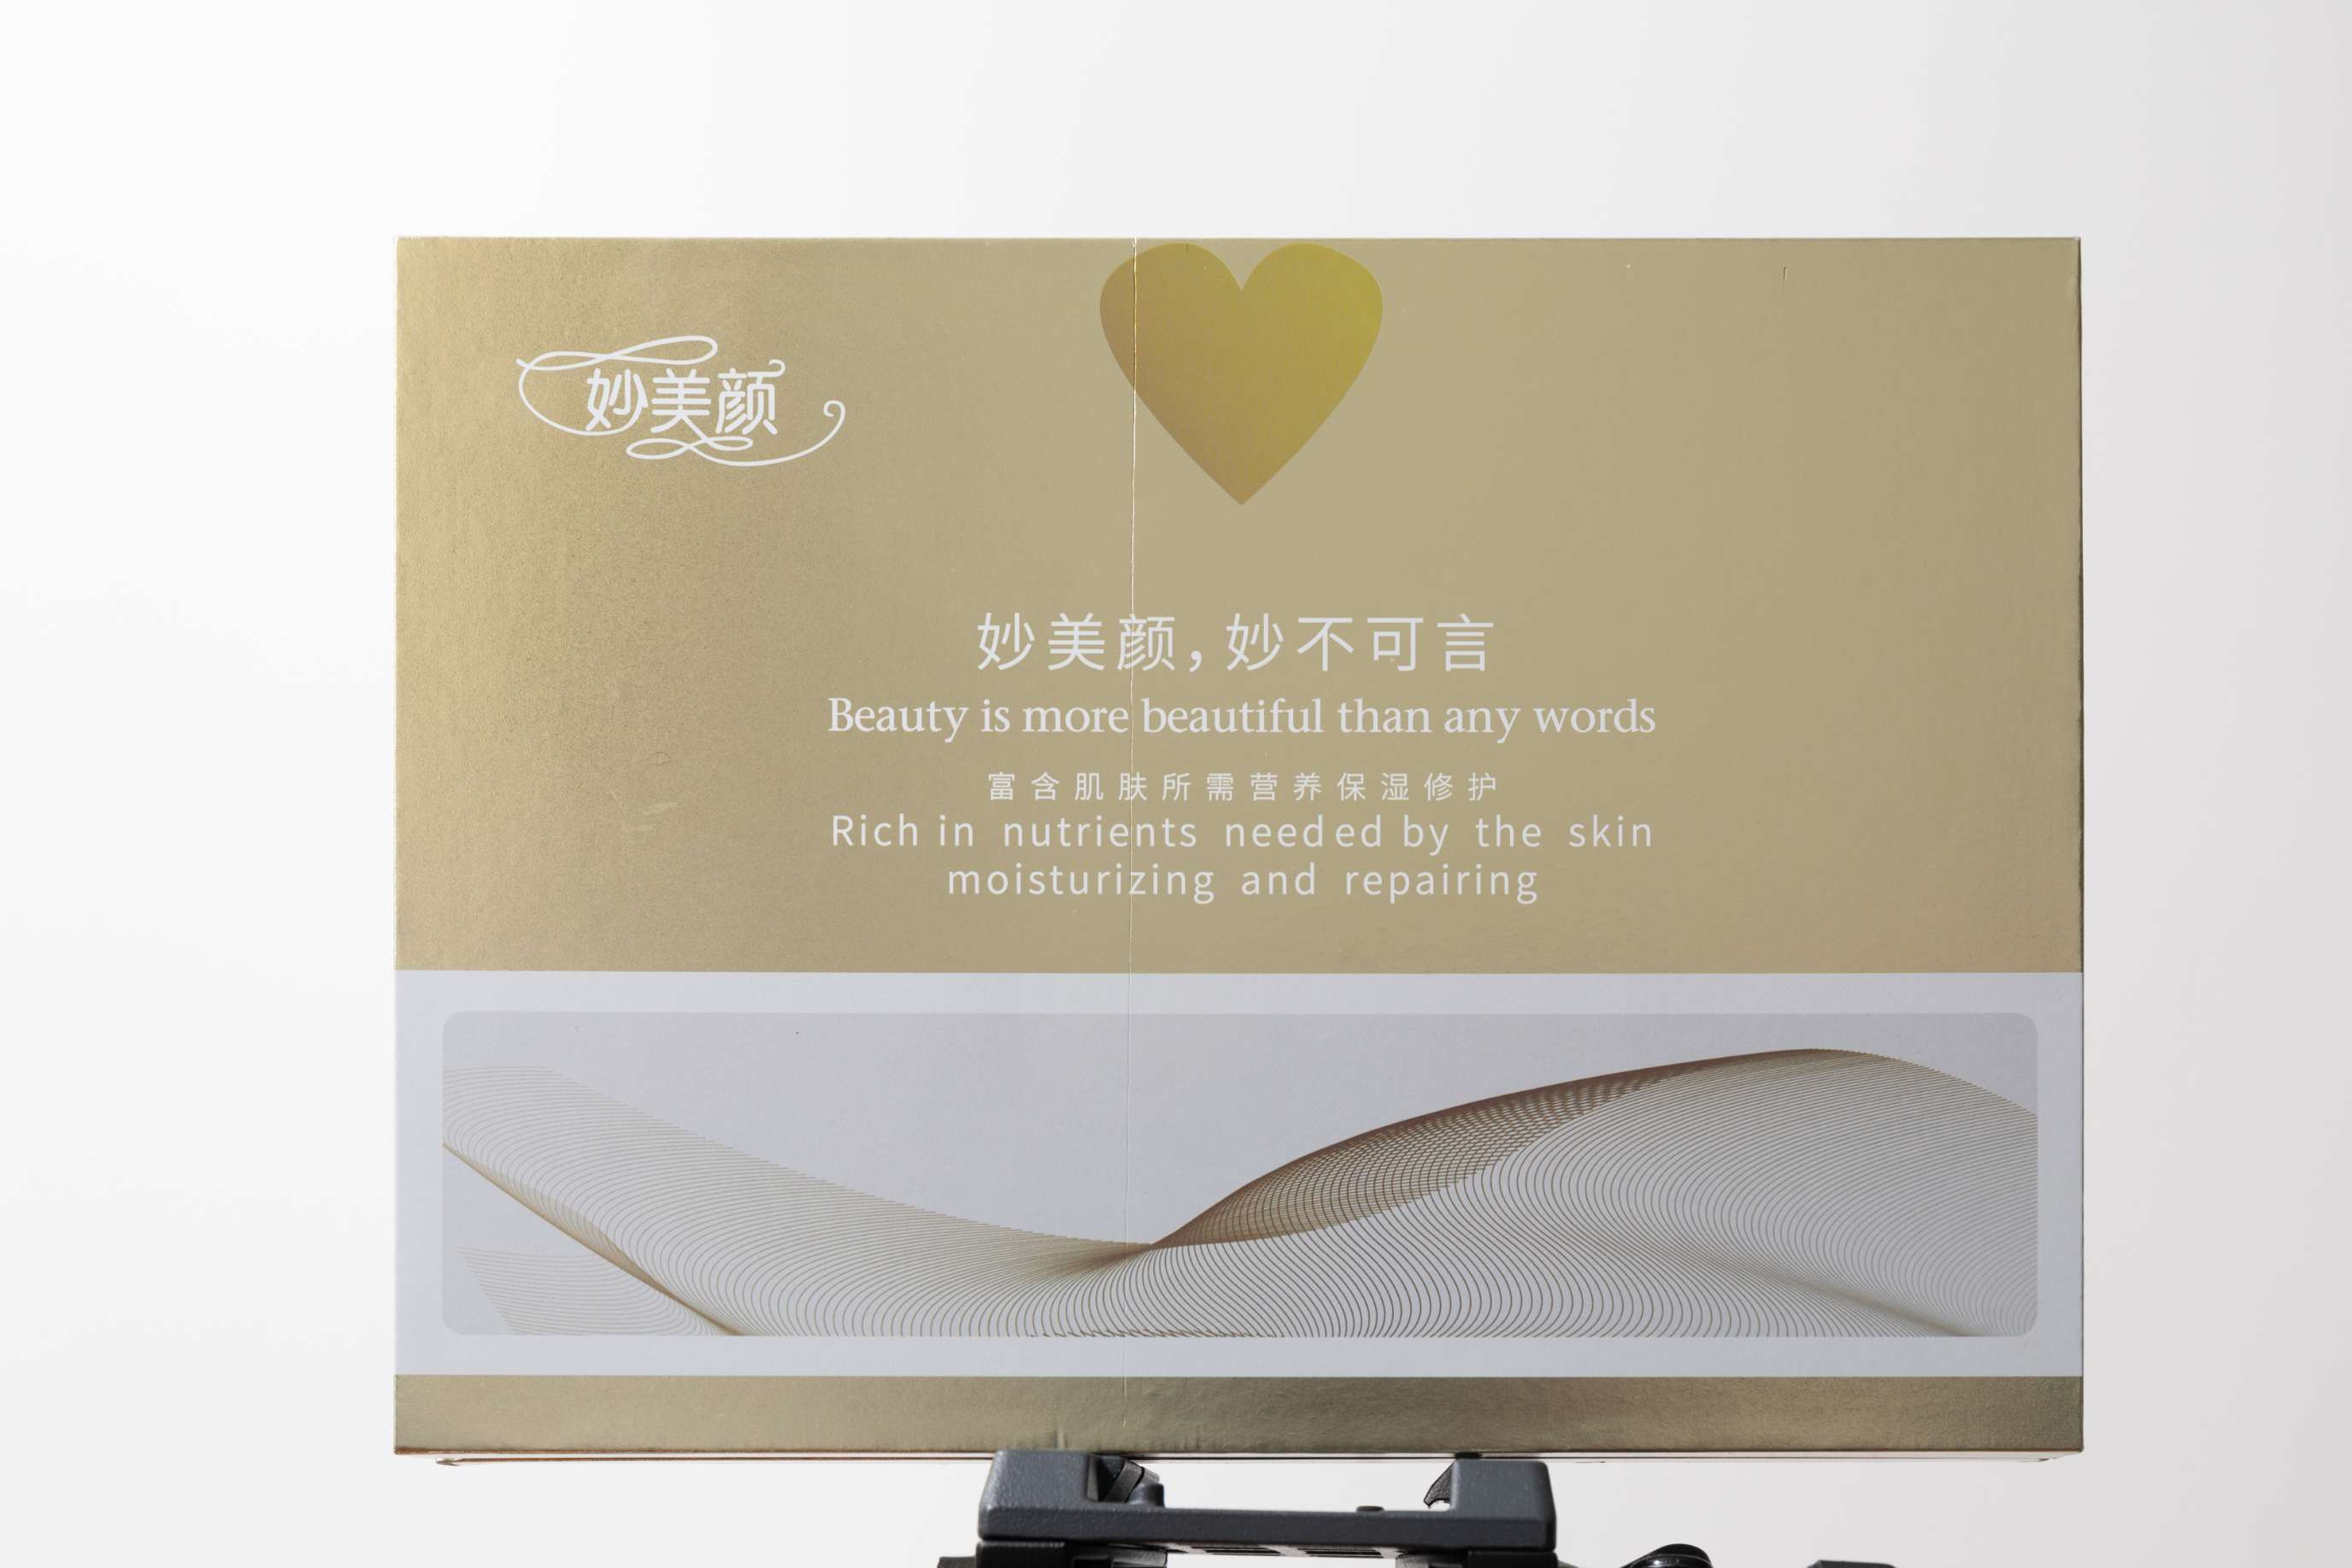 妙美颜
妙美颜，妙不可言
Beauty is more beautiful than any words
富含肌肤所需营养保湿修护
Rich in nutrients needed by the skin
moisturizing and repairing